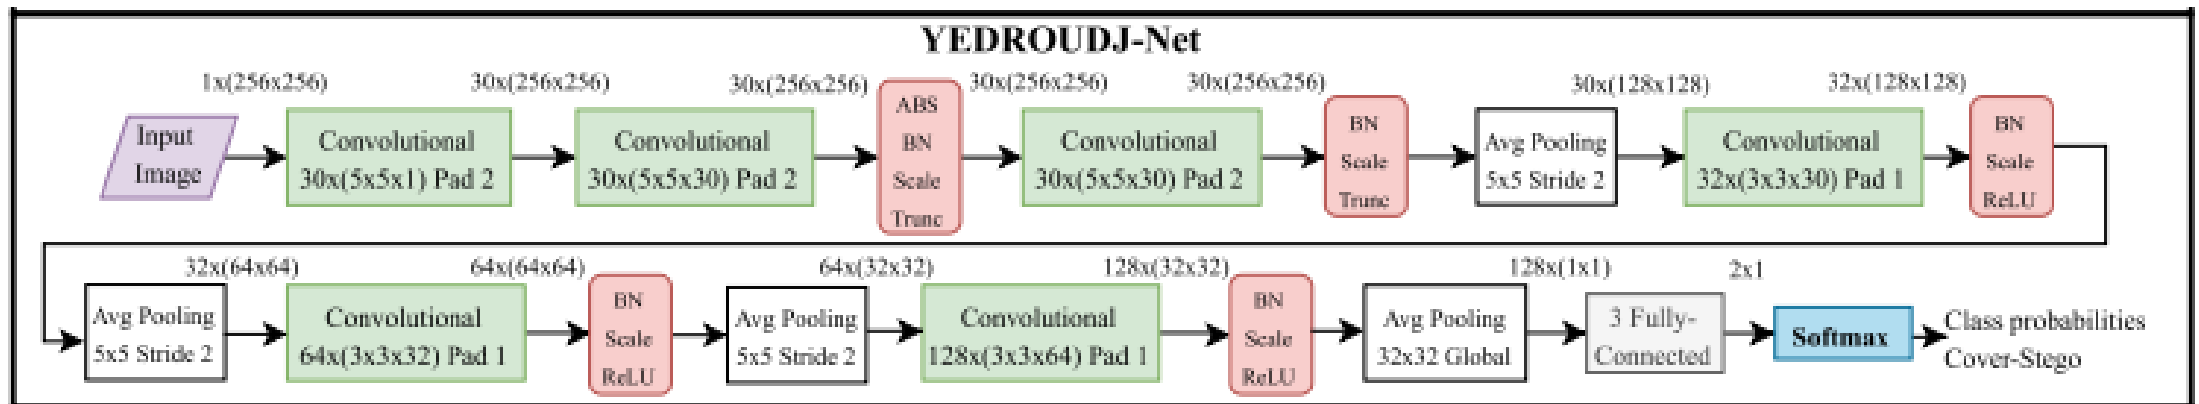 YEDROUDJ-Net
1x(256x256) 30x(256x256) 30x(256x256) 30x(256x256) 30x(256x256) 30x(128x128) 32x(128x128)
Input
Image
Convolutional
30x(5x5x1) Pad 2
Convolutional
30x(5x5x30) Pad 2
ABS
BN
Scale
Trunc
Convolutional
30x(5x5x30) Pad 2
BN
Scale
Trunc
Avg Pooling
5x5 Stride 2
Convolutional
32x(3x3x30) Pad 1
BN
Scale
ReLU
32x(64x64) 64x(64x64) 64x(32x32) 128x(32x32) 128x(1x1) 2x1
Avg Pooling
5x5 Stride 2
Convolutional
64x(3x3x32) Pad 1
BN
Scale
ReLU
Avg Pooling
5x5 Stride 2
Convolutional
128x(3x3x64) Pad 1
BN
Scale
ReLU
Avg Pooling
32x32 Global
3 Fully-
Connected
Softmax
Class probabilities
Cover-Stego